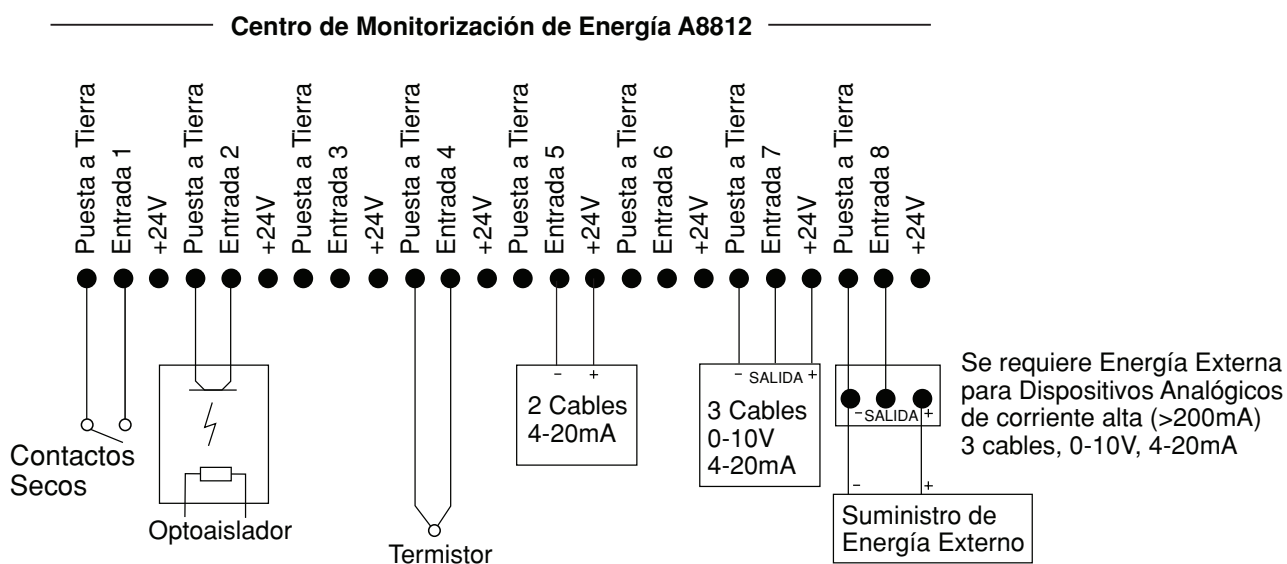 Centro de Monitorización de Energía A8812
Puesta a Tierra
Entrada 1
+24V
Puesta a Tierra
Entrada 2
+24V
Puesta a Tierra
Entrada 3
+24V
Puesta a Tierra
Entrada 4
+24V
Puesta a Tierra
Entrada 5
+24V
Puesta a Tierra
Entrada 6
+24V
Puesta a Tierra
Entrada 7
+24V
Puesta a Tierra
Entrada 8
+24V
Contactos
Secos
Optoaislador
Termistor
- +
2 Cables
4-20mA
- SALIDA +
3 Cables
0-10V
4-20mA
-SALIDA+
- +
Suministro de
Energía Externo
Se requiere Energía Externa
para Dispositivos Analógicos
de corriente alta (>200mA)
3 cables, 0-10V, 4-20mA